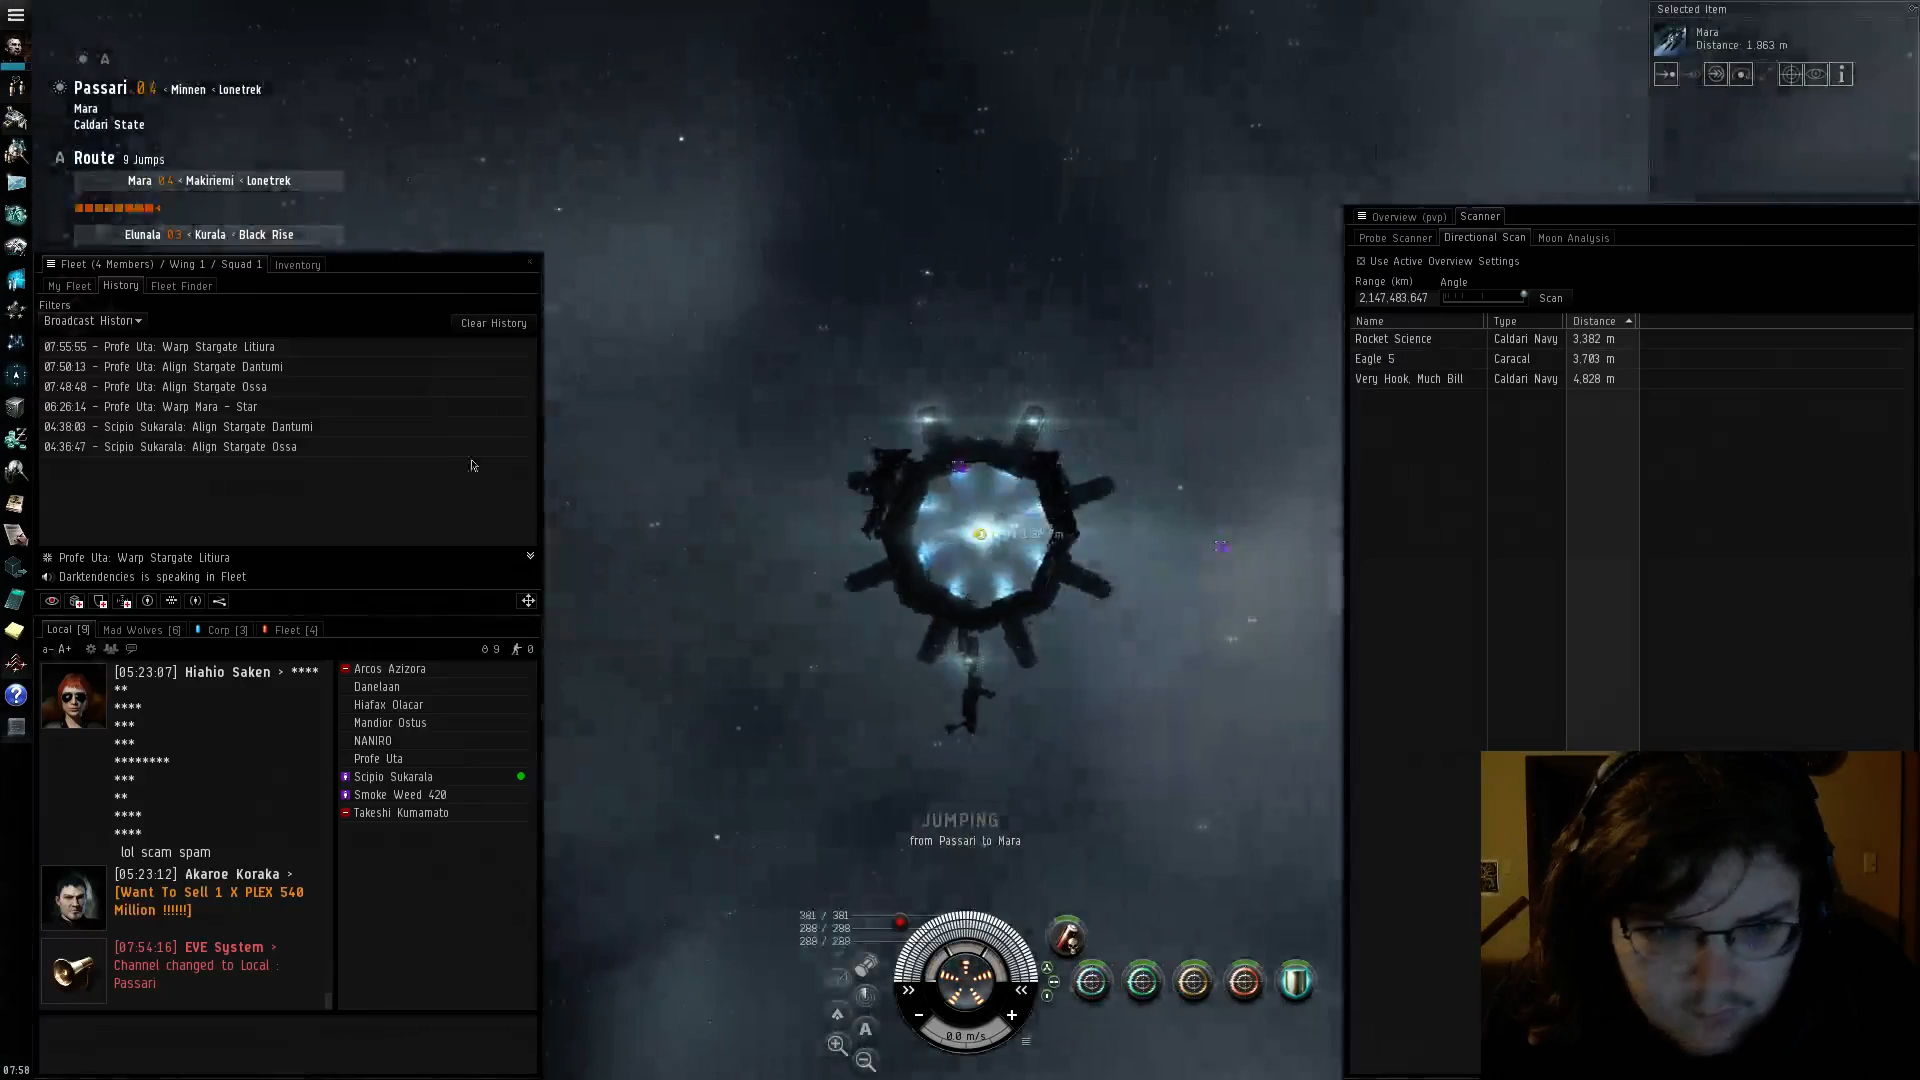 Selected Item
Mara
Distance: 1.863 m
Passari 0.4 < Minnen < Lonetrek
Mara
Caldari State
Route 9 Jumps
Mara 0.4 < Makiriemi < Lonetrek
Elunala 0.3 < Kurala < Black Rise
Fleet (4 Members) / Wing 1 / Squad 1
Inventory
My Fleet
History
Fleet Finder
Filters
Broadcast Histor
Clear History
07:55:55 - Profe Uta: Warp Stargate Litiura
07:50:13 - Profe Uta: Align Stargate Dantumi
07:48:48 - Profe Uta: Align Stargate Ossa
06:26:14 - Profe Uta: Warp Mara - Star
04:38:03 - Scipio Sukarala: Align Stargate Dantumi
04:36:47 - Scipio Sukarala: Align Stargate Ossa
Profe Uta: Warp Stargate Litiura
Darktendencies is speaking in Fleet
Local [9]
Mad Wolves [6]
Corp [3]
Fleet [4]
a- A+
9
0
[05:23:07] Hiahio Saken > ****
**
****
***
***
********
***
**
****
****
lol scam spam
[05:23:12] Akaroe Koraka >
[Want To Sell 1 X PLEX 540
Million !!!!!!]
[07:54:16] EVE System >
Channel changed to Local :
Passari
Arcos Azizora
Danelaan
Hiafax Olacar
Mandior Ostus
NANIRO
Profe Uta
Scipio Sukarala
Smoke Weed 420
Takeshi Kumamato
07:58
JUMPING
from Passari to Mara
381 / 381
288 / 288
288 / 288
0.0 m/s
A
Overview (pvp)
Scanner
Probe Scanner
Directional Scan
Moon Analysis
Use Active Overview Settings
Range (km)
Angle
2,147,483,647
Scan
Name
Type
Distance
Rocket Science
Caldari Navy
3,382 m
Eagle 5
Caracal
3,703 m
Very Hook, Much Bill
Caldari Navy
4,828 m